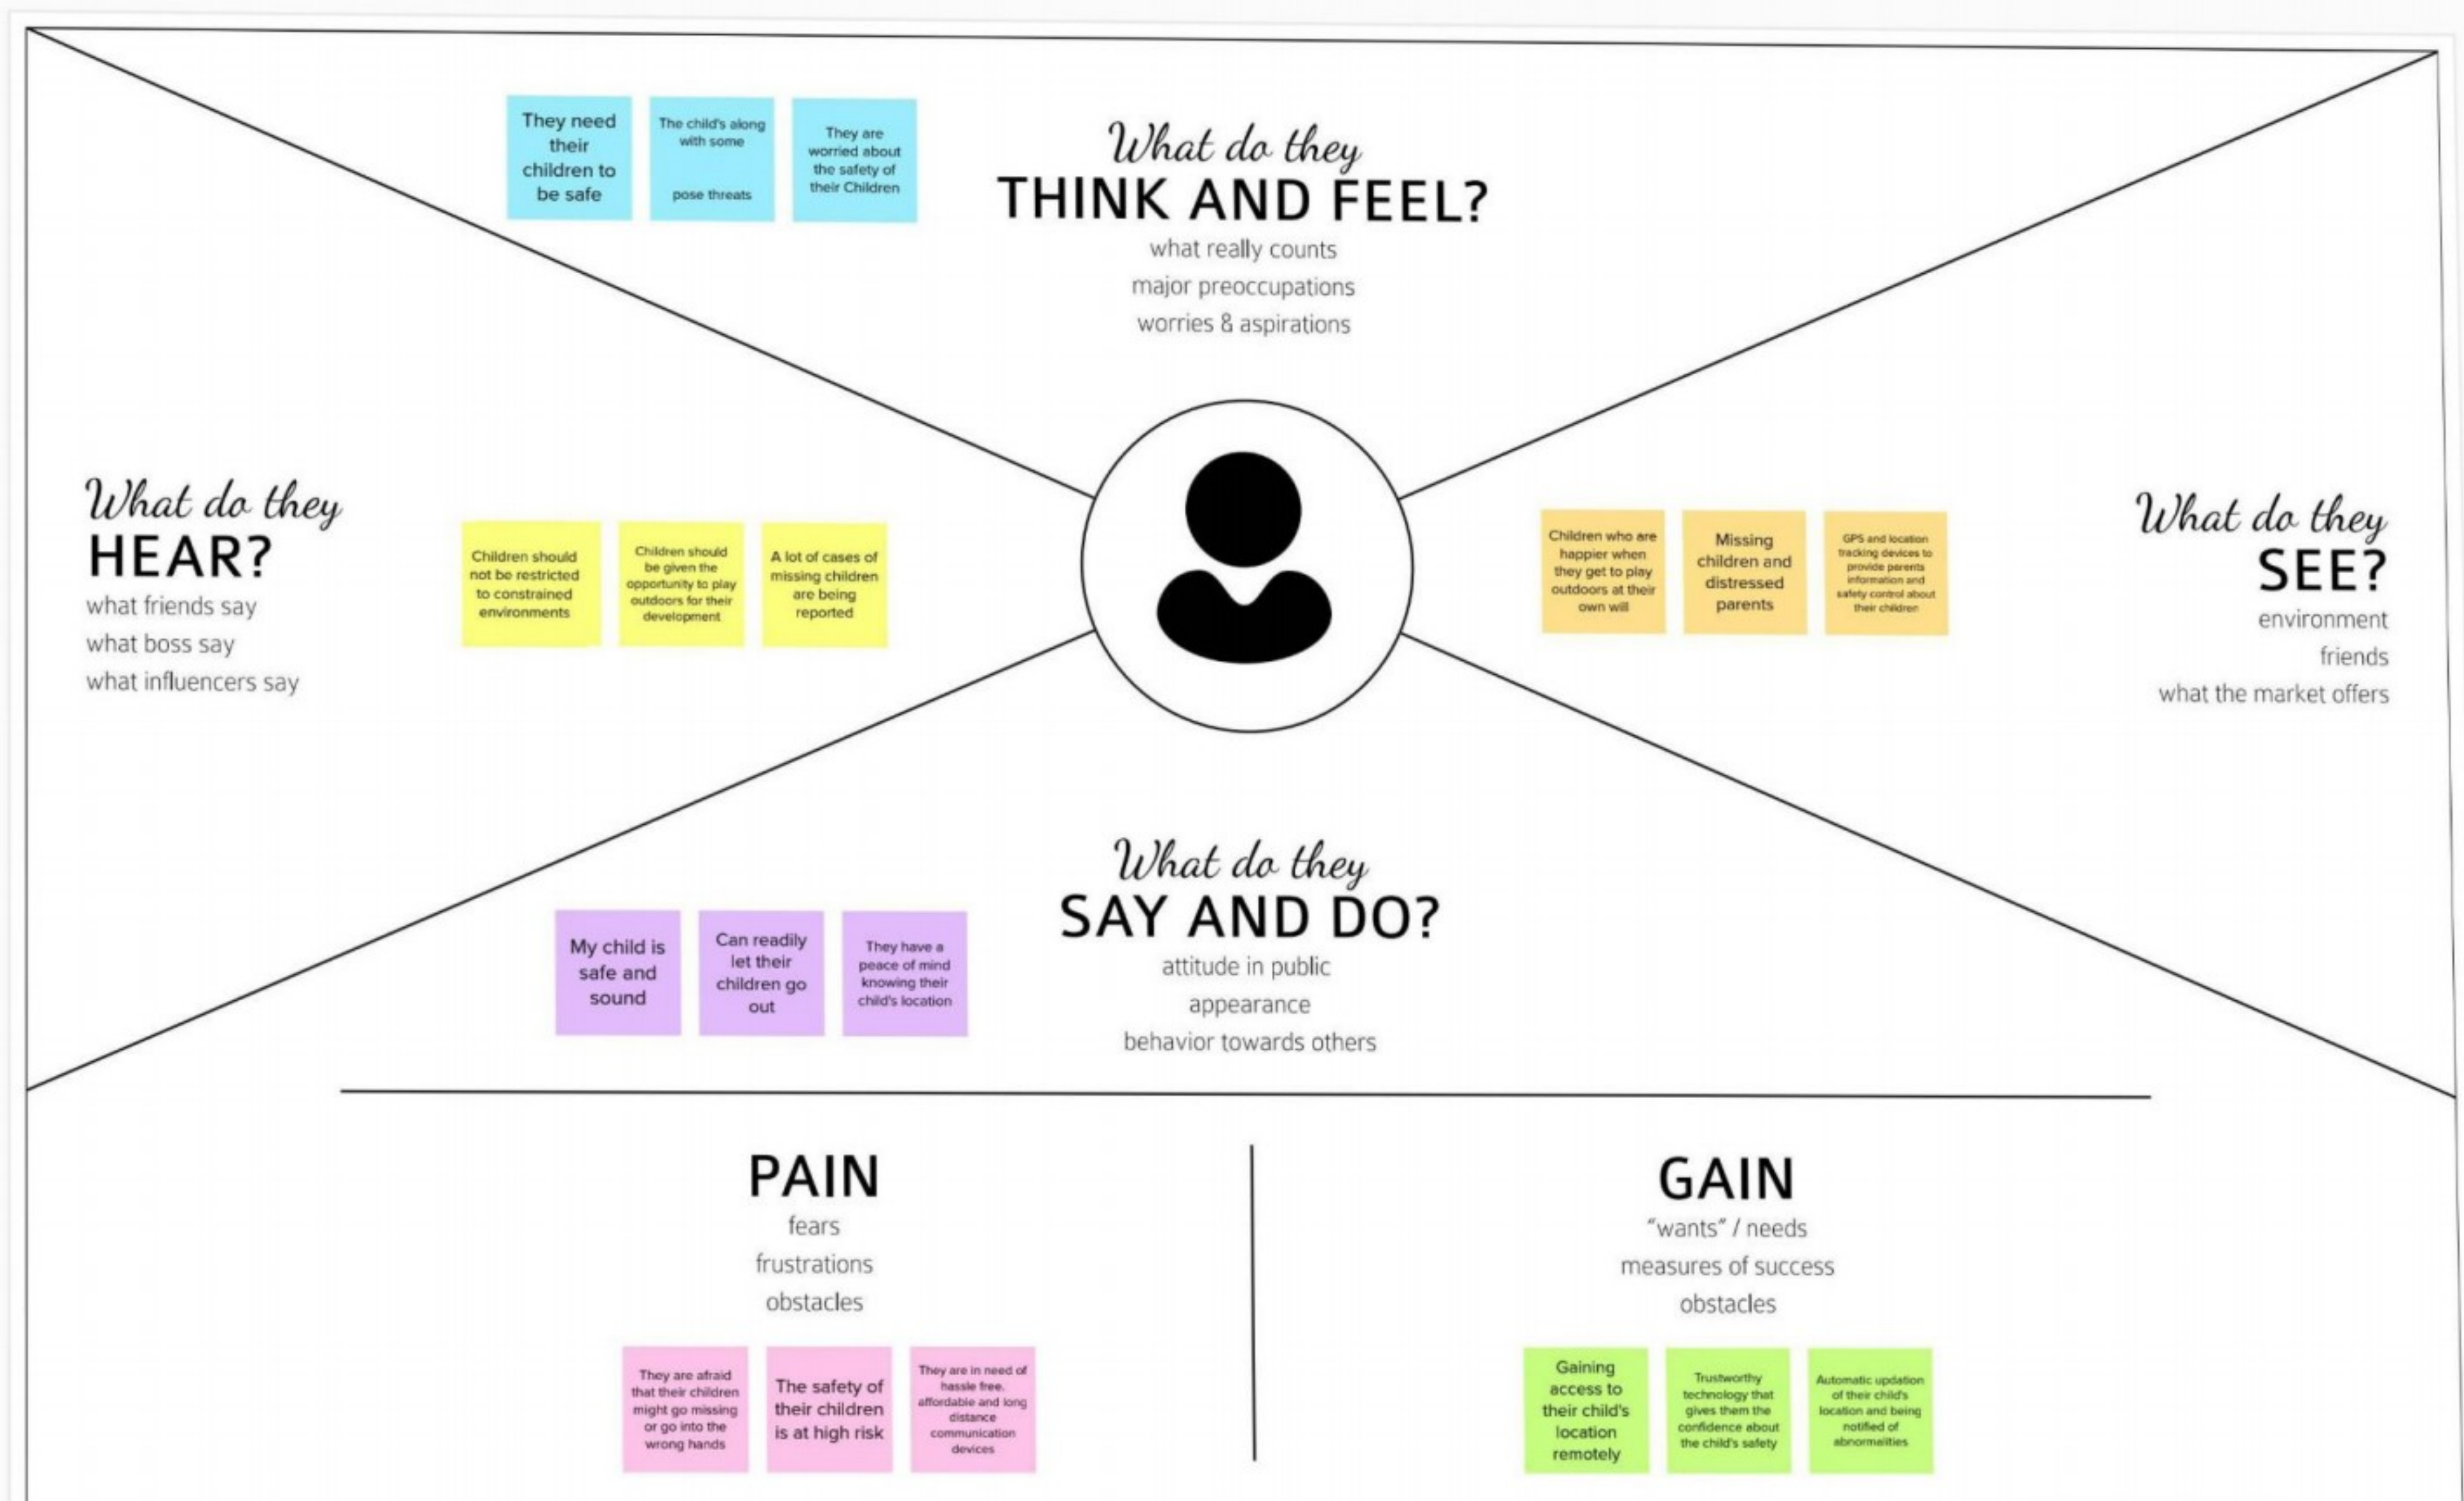 They need
their
children to
be safe
The child's along
with some
pose threats
They are
worried about
the safety of
their Children
What do they
THINK AND FEEL?
what really counts
major preoccupations
worries & aspirations
What do they
HEAR?
what friends say
what boss say
what influencers say
Children should
not be restricted
to constrained
environments
Children should
be given the
opportunity to play
outdoors for their
development
A lot of cases of
missing children
are being
reported
Children who are
happier when
they get to play
outdoors at their
own will
Missing
children and
distressed
parents
GPS and location
tracking devices to
provide parents
information and
safety control about
their children
What do they
SEE?
environment
friends
what the market offers
My child is
safe and
sound
Can readily
let their
children go
out
They have a
peace of mind
knowing their
child's location
What do they
SAY AND DO?
attitude in public
appearance
behavior towards others
PAIN
fears
frustrations
obstacles
They are afraid
that their children
might go missing
or go into the
wrong hands
The safety of
their children
is at high risk
They are in need of
hassle free,
affordable and long
distance
communication
devices
GAIN
“wants” / needs
measures of success
obstacles
Gaining
access to
their child's
location
remotely
Trustworthy
technology that
gives them the
confidence about
the child's safety
Automatic updation
of their child's
location and being
notified of
abnormalities